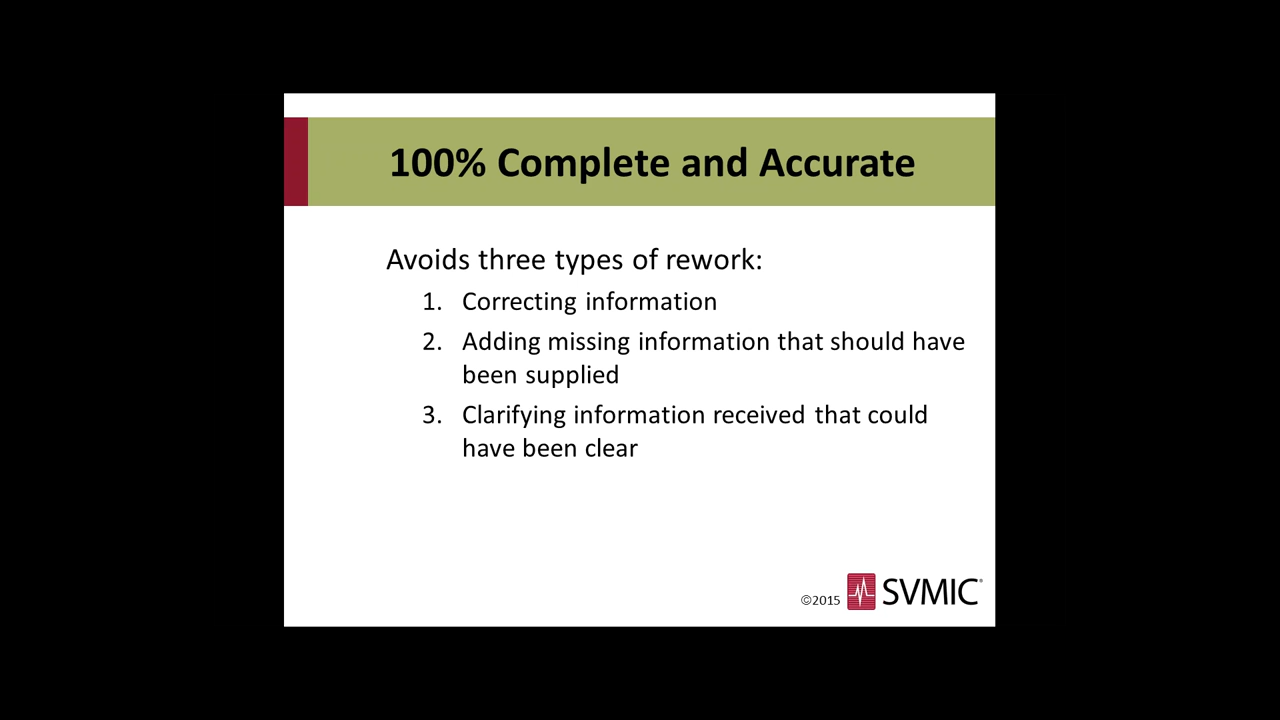 100% Complete and Accurate
Avoids three types of rework:
1. Correcting information
2. Adding missing information that should have
been supplied
3. Clarifying information received that could
have been clear
©2015 SVMIC®